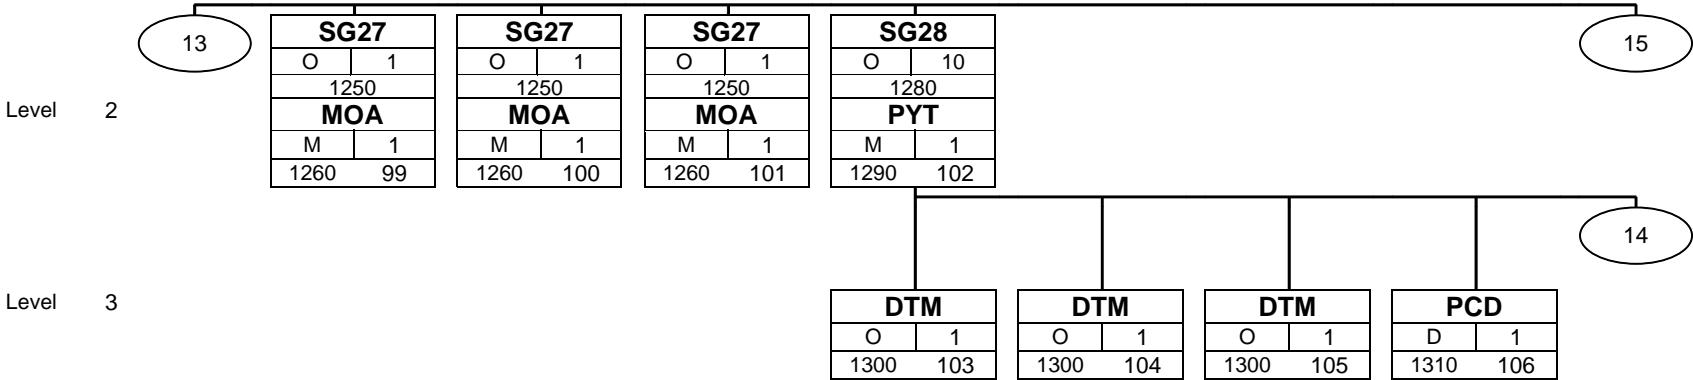 13 SG27 SG27 SG27 SG28 15
O 1 O 1 O 1 O 10
1250 1250 1250 1280
Level 2 MOA MOA MOA PYT
M 1 M 1 M 1 M 1
1260 99 1260 100 1260 101 1290 102
14
Level 3 DTM DTM DTM PCD
O 1 O 1 O 1 D 1
1300 103 1300 104 1300 105 1310 106